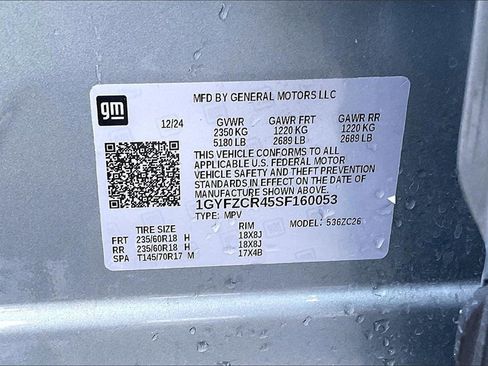 gm
MFD BY GENERAL MOTORS LLC
12/24 GVWR GAWR FRT GAWR RR
2350 KG 1220 KG 1220 KG
5180 LB 2689 LB 2689 LB
THIS VEHICLE CONFORMS TO ALL
APPLICABLE U.S. FEDERAL MOTOR
VEHICLE SAFETY AND THEFT PREVENTION
STANDARDS IN EFFECT ON THE DATE OF
MANUFACTURE SHOWN ABOVE.
1GYFZCR45SF160053
TYPE: MPV MODEL: 536ZC26
TIRE SIZE RIM
FRT 235/60R18 H 18X8J
RR 235/60R18 H 18X8J
SPA T145/70R17 M 17X4B